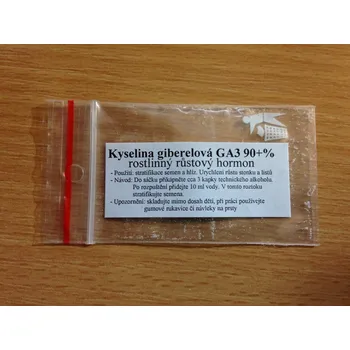 Kyselina giberelová GA3 90+%
rostlinný růstový hormon
- Použití: stratifikace semen a hlíz. Urychlení růstu stonku a listů
- Návod: Do sáčku přikápněte cca 3 kapky technického alkoholu.
Po rozpuštění přidejte 10 ml vody. V tomto roztoku
stratifikujte semena.
- Upozornění: skladujte mimo dosah dětí, při práci používejte
gumové rukavice či návleky na prsty